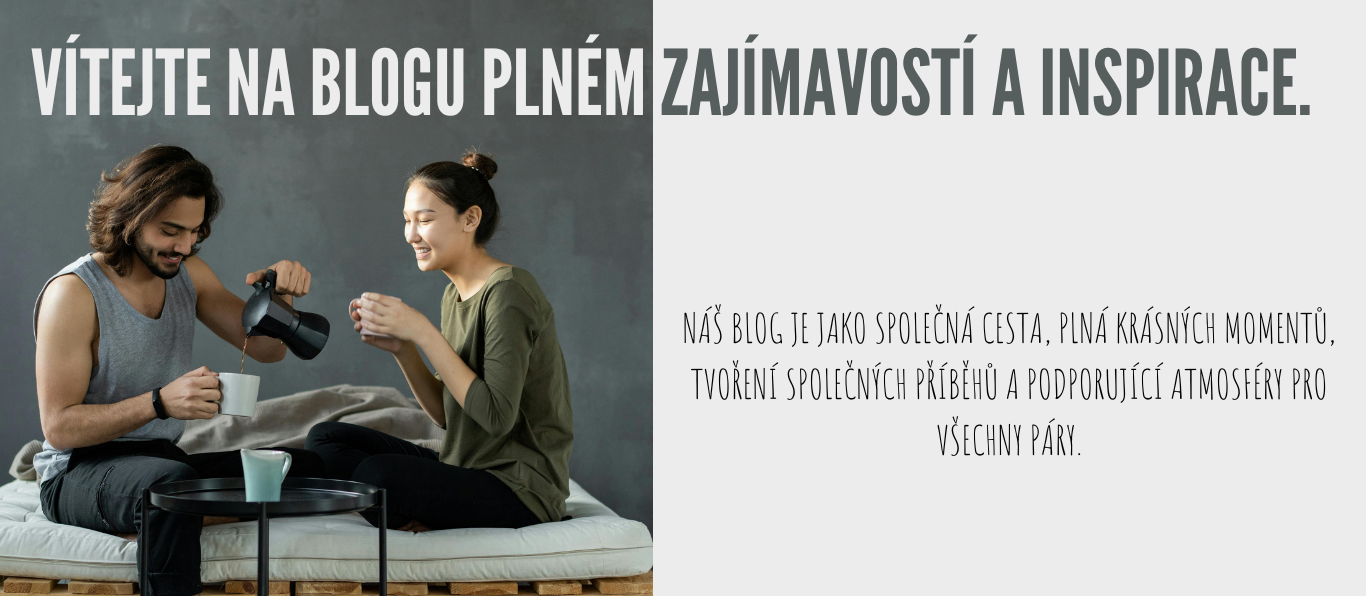 VÍTEJTE NA BLOGU PLNÉM ZAJÍMAVOSTÍ A INSPIRACE.
NÁŠ BLOG JE JAKO SPOLEČNÁ CESTA, PLNÁ KRÁSNÝCH MOMENTŮ,
TVOŘENÍ SPOLEČNÝCH PŘÍBĚHŮ A PODPORUJÍCÍ ATMOSFÉRY PRO
VŠECHNY PÁRY.